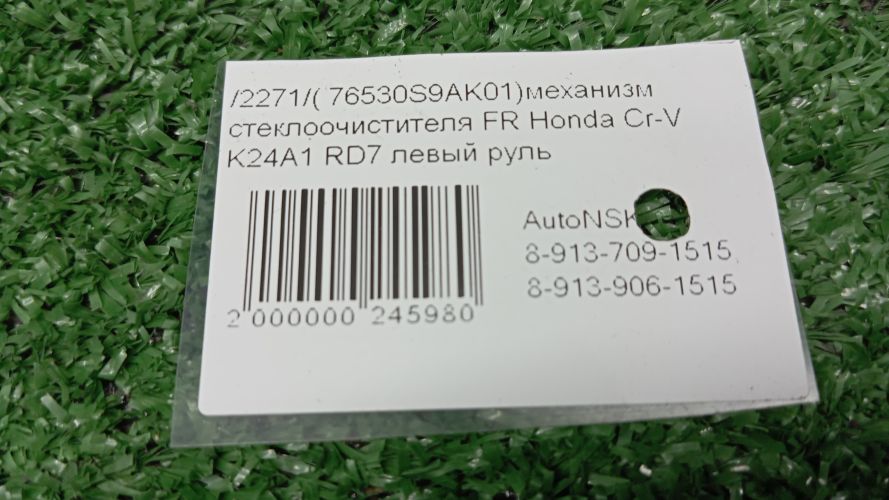 /2271/( 76530S9AK01)механизм
стеклоочистителя FR Honda Cr-V
K24A1 RD7 левый руль
AutoNSK
8-913-709-1515,
8-913-906-1515
2 000000 245980